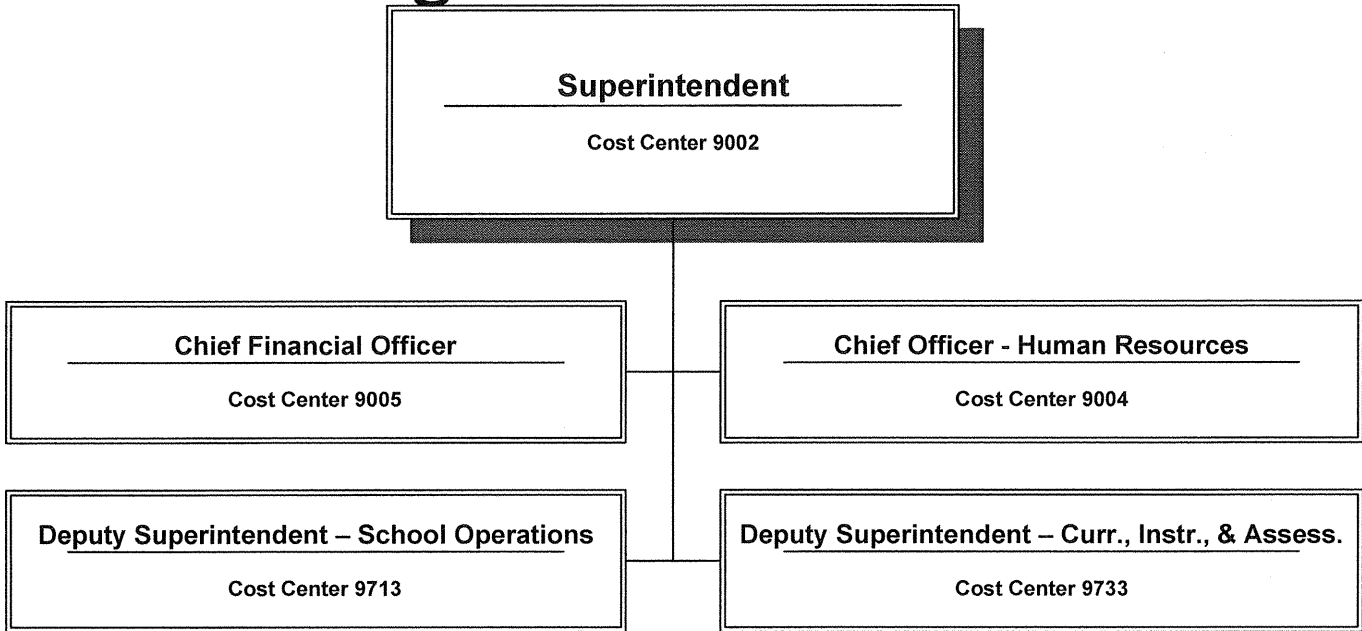 Superintendent
Cost Center 9002
Chief Financial Officer
Cost Center 9005
Chief Officer - Human Resources
Cost Center 9004
Deputy Superintendent – School Operations
Cost Center 9713
Deputy Superintendent – Curr., Instr., & Assess.
Cost Center 9733